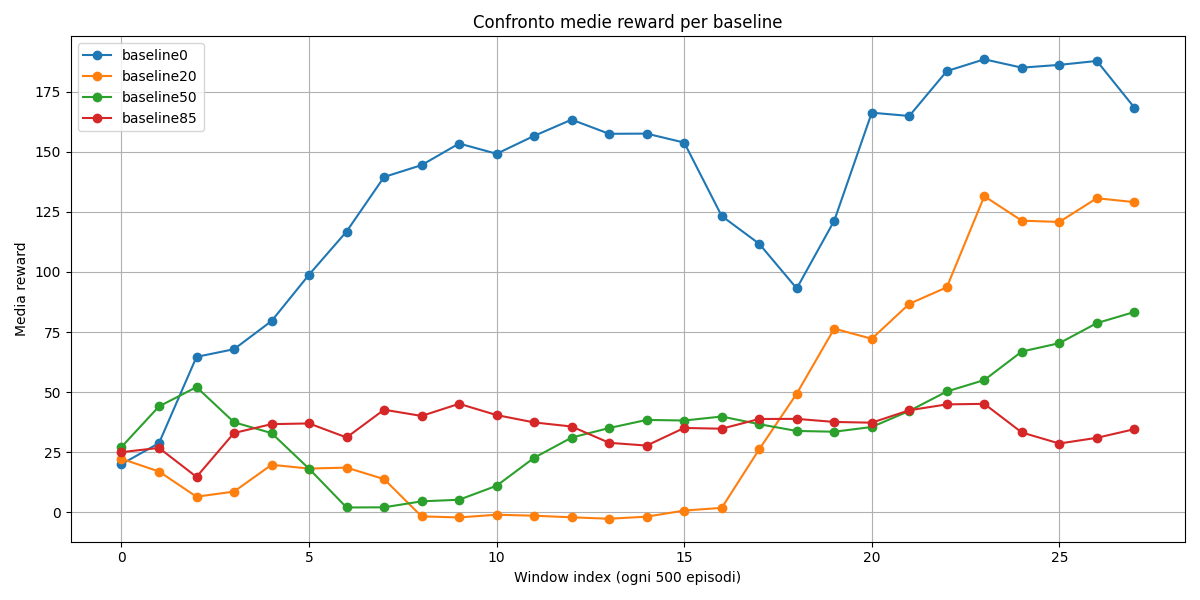 Confronto medie reward per baseline
baseline0
baseline20
baseline50
baseline85
Media reward
175
150
125
100
75
50
25
0
0 5 10 15 20 25
Window index (ogni 500 episodi)